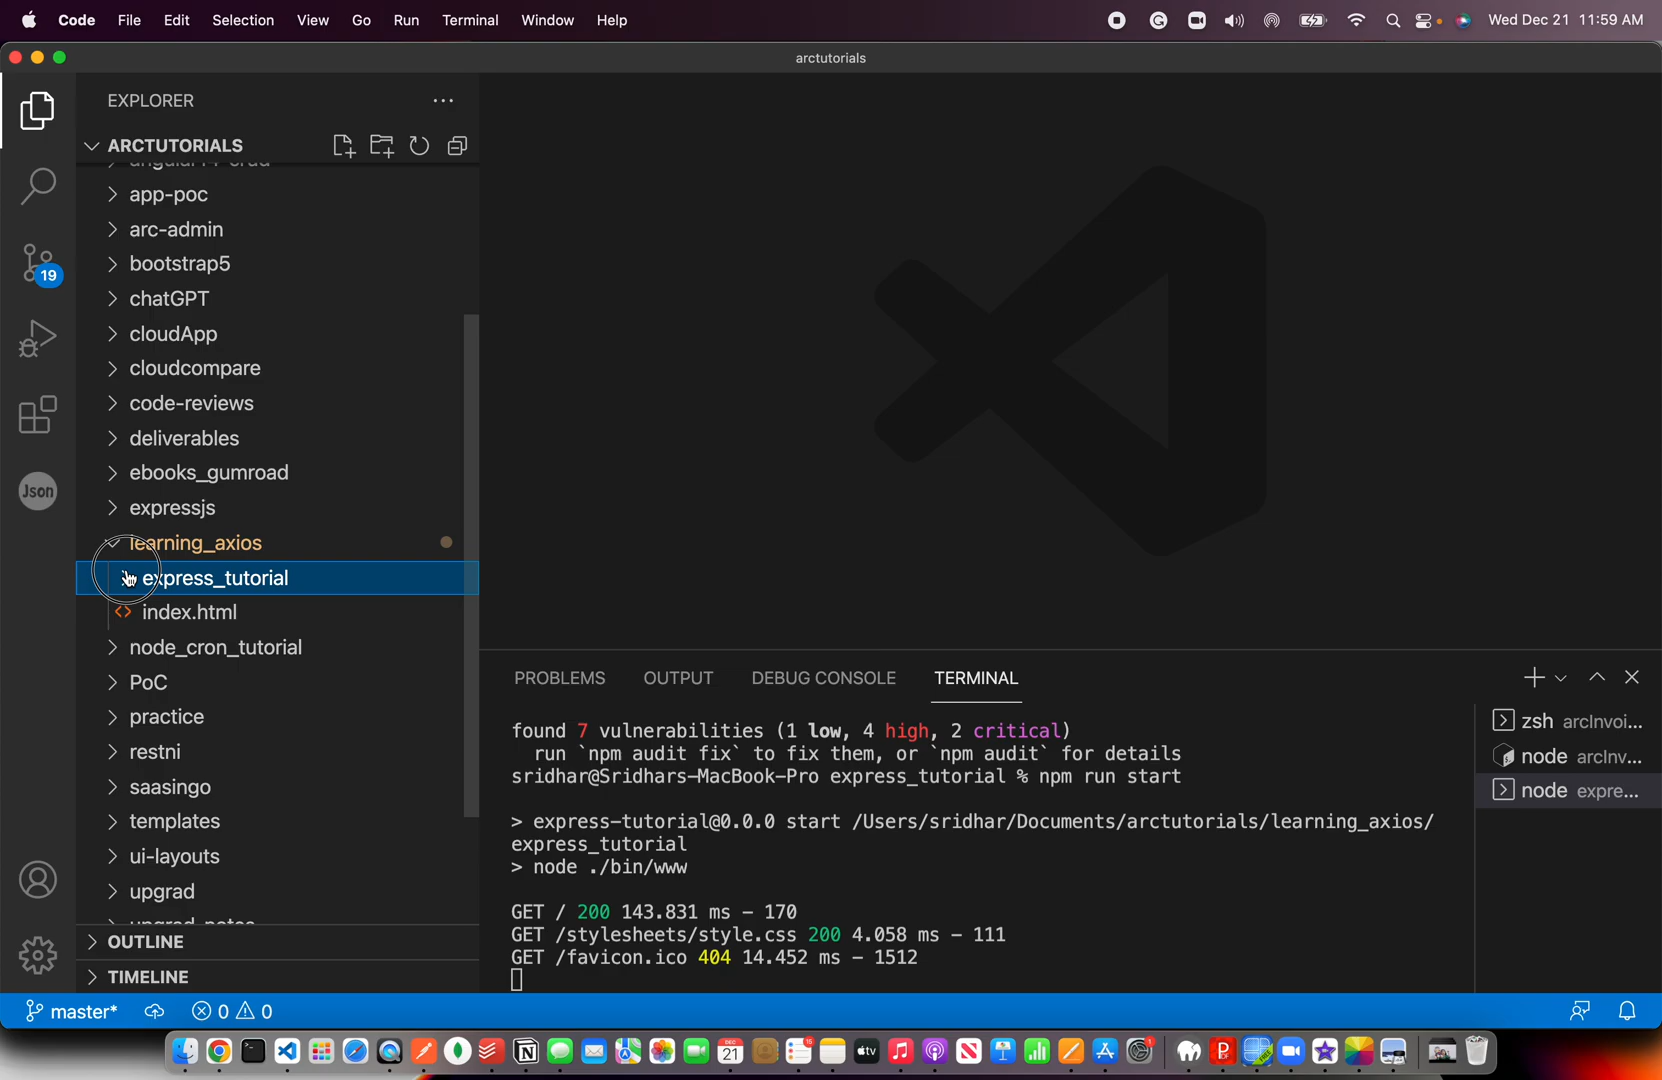 Code File Edit Selection View Go Run Terminal Window Help Wed Dec 21 11:59 AM
arctutorials
EXPLORER
ARCTUTORIALS
app-poc
arc-admin
bootstrap5
chatGPT
cloudApp
cloudcompare
code-reviews
deliverables
ebooks_gumroad
expressjs
learning_axios
express_tutorial
<> index.html
node_cron_tutorial
PoC
practice
restni
saasingo
templates
ui-layouts
upgrad
OUTLINE
TIMELINE
19
Json
PROBLEMS OUTPUT DEBUG CONSOLE TERMINAL
found 7 vulnerabilities (1 low, 4 high, 2 critical)
run `npm audit fix` to fix them, or `npm audit` for details
sridhar@Sridhars-MacBook-Pro express_tutorial % npm run start
> express-tutorial@0.0.0 start /Users/sridhar/Documents/arctutorials/learning_axios/
express_tutorial
> node ./bin/www
GET / 200 143.831 ms - 170
GET /stylesheets/style.css 200 4.058 ms - 111
GET /favicon.ico 404 14.452 ms - 1512
zsh arcInvoi...
node arcInv...
node expre...
master* 0 0
DEC
21